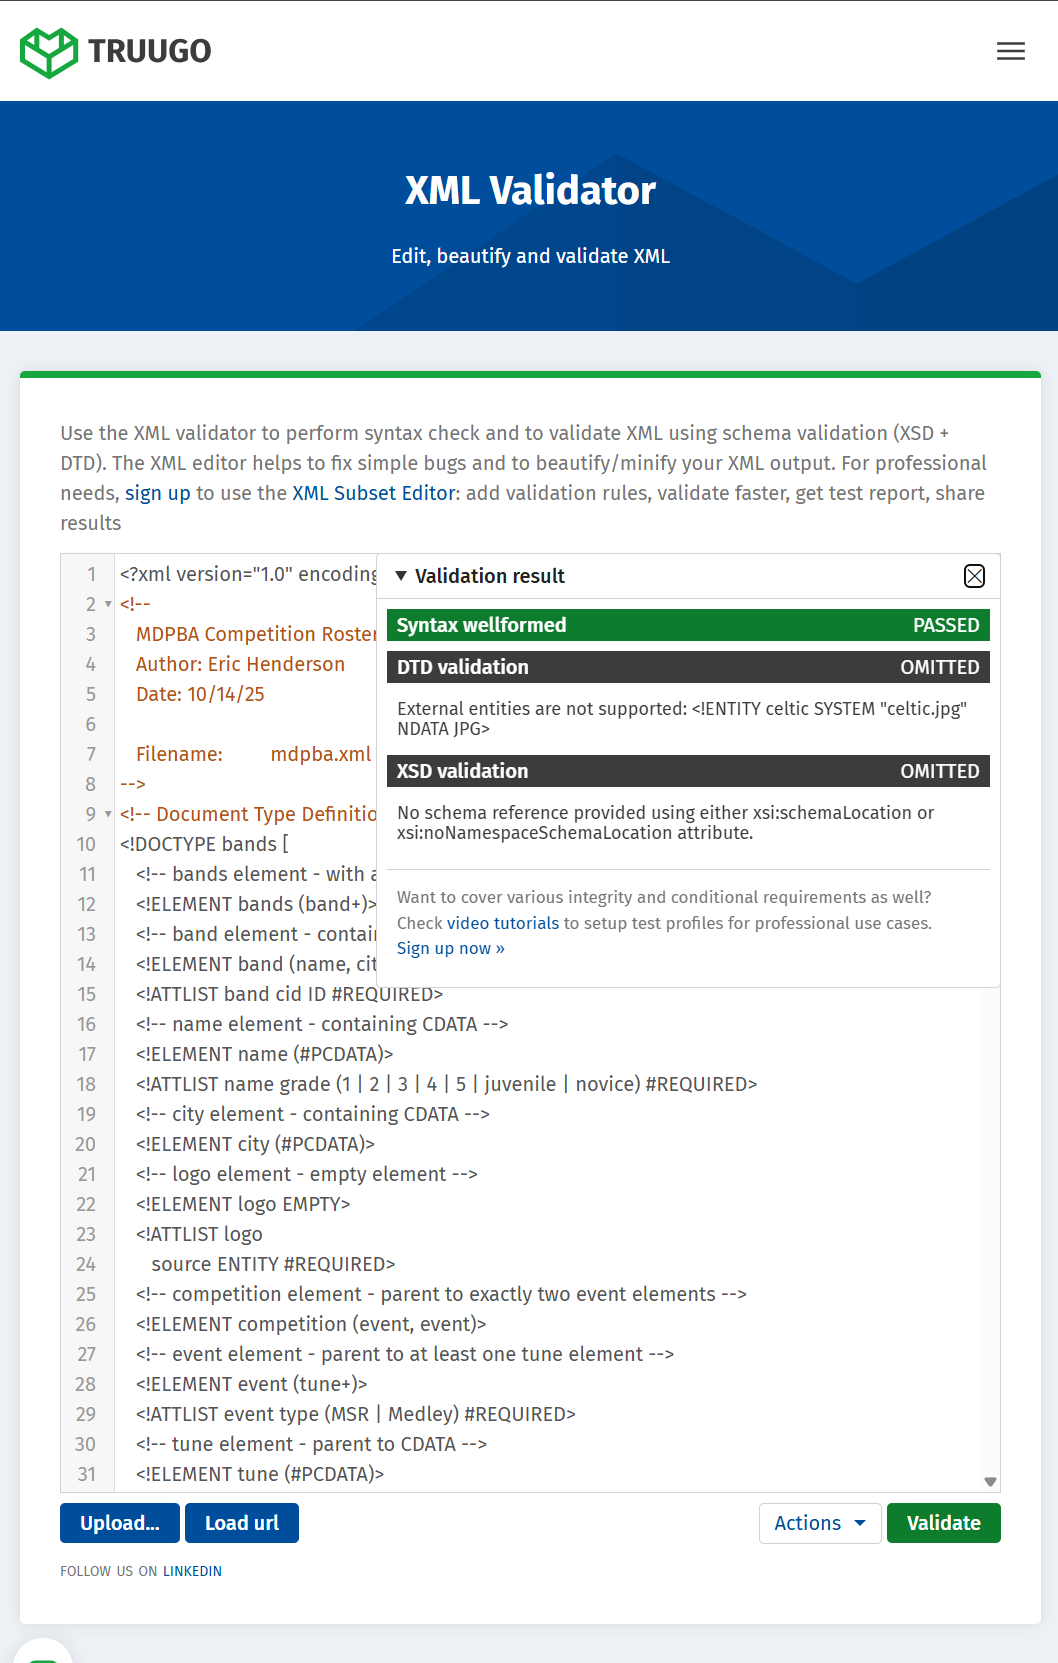 TRUUGO
XML Validator
Edit, beautify and validate XML
Use the XML validator to perform syntax check and to validate XML using schema validation (XSD +
DTD). The XML editor helps to fix simple bugs and to beautify/minify your XML output. For professional
needs, sign up to use the XML Subset Editor: add validation rules, validate faster, get test report, share
results
1 <?xml version="1.0" encoding
2 <!--
3 MDPBA Competition Roster
4 Author: Eric Henderson
5 Date: 10/14/25
6
7 Filename: mdpba.xml
8 -->
9 <!-- Document Type Definitio
10 <!DOCTYPE bands [
11 <!-- bands element - with a
12 <!ELEMENT bands (band+)>
13 <!-- band element - contai
14 <!ELEMENT band (name, cit
15 <!ATTLIST band cid ID #REQUIRED>
16 <!-- name element - containing CDATA -->
17 <!ELEMENT name (#PCDATA)>
18 <!ATTLIST name grade (1 | 2 | 3 | 4 | 5 | juvenile | novice) #REQUIRED>
19 <!-- city element - containing CDATA -->
20 <!ELEMENT city (#PCDATA)>
21 <!-- logo element - empty element -->
22 <!ELEMENT logo EMPTY>
23 <!ATTLIST logo
24 source ENTITY #REQUIRED>
25 <!-- competition element - parent to exactly two event elements -->
26 <!ELEMENT competition (event, event)>
27 <!-- event element - parent to at least one tune element -->
28 <!ELEMENT event (tune+)>
29 <!ATTLIST event type (MSR | Medley) #REQUIRED>
30 <!-- tune element - parent to CDATA -->
31 <!ELEMENT tune (#PCDATA)>
▼ Validation result
Syntax wellformed PASSED
DTD validation OMITTED
External entities are not supported: <!ENTITY celtic SYSTEM "celtic.jpg"
NDATA JPG>
XSD validation OMITTED
No schema reference provided using either xsi:schemaLocation or
xsi:noNamespaceSchemaLocation attribute.
Want to cover various integrity and conditional requirements as well?
Check video tutorials to setup test profiles for professional use cases.
Sign up now »
Upload... Load url Actions Validate
FOLLOW US ON LINKEDIN